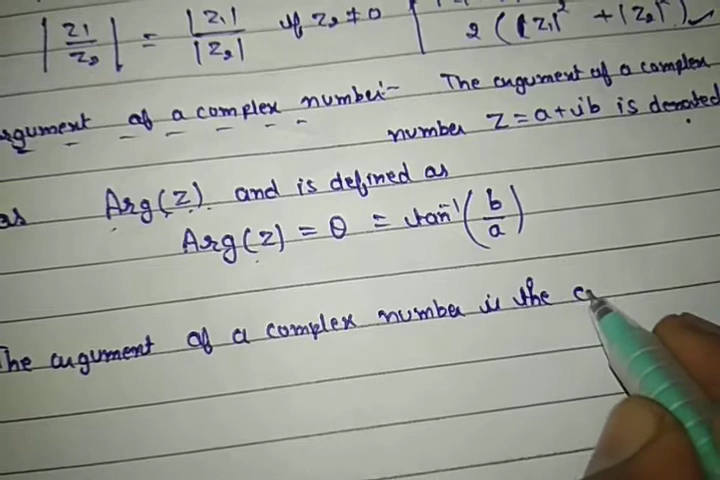 |z1/z2| = |z1|/|z2| if z2 ≠ 0
2(|z1|² + |z2|²)
argument of a complex number:- The argument of a complex
number z = a+ib is denoted
as Arg(z) and is defined as
Arg(z) = θ = tan⁻¹(b/a)
The argument of a complex number is the